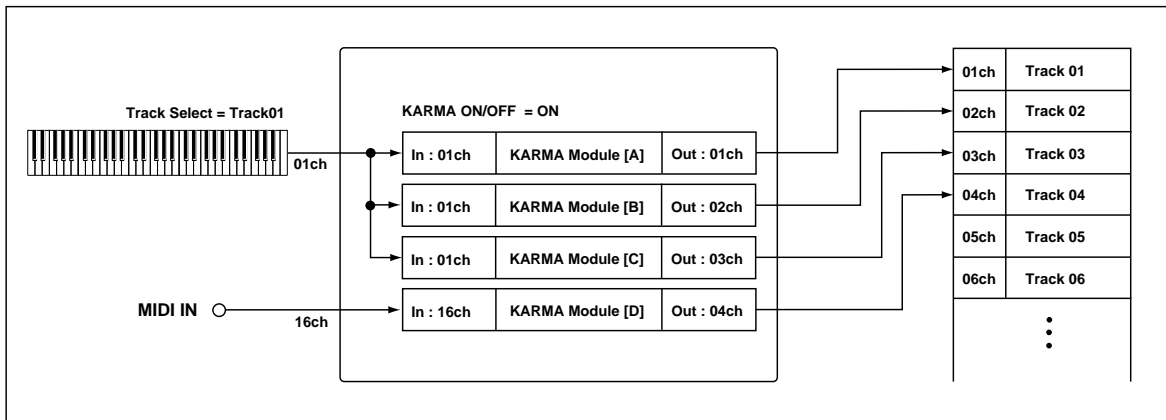 Track Select = Track01
01ch
MIDI IN
16ch
KARMA ON/OFF = ON
In : 01ch KARMA Module [A] Out : 01ch
In : 01ch KARMA Module [B] Out : 02ch
In : 01ch KARMA Module [C] Out : 03ch
In : 16ch KARMA Module [D] Out : 04ch
01ch Track 01
02ch Track 02
03ch Track 03
04ch Track 04
05ch Track 05
06ch Track 06